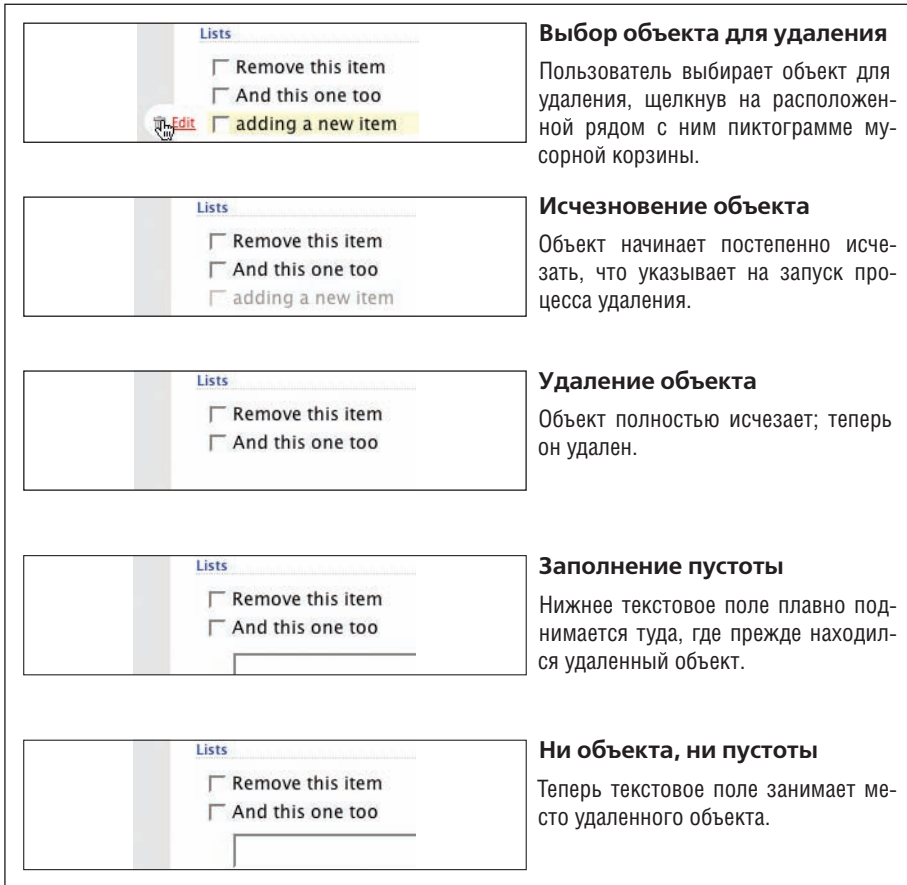 Lists
Remove this item
And this one too
Edit adding a new item
Выбор объекта для удаления
Пользователь выбирает объект для
удаления, щелкнув на расположен-
ной рядом с ним пиктограмме му-
сорной корзины.
Lists
Remove this item
And this one too
adding a new item
Исчезновение объекта
Объект начинает постепенно исче-
зать, что указывает на запуск про-
цесса удаления.
Lists
Remove this item
And this one too
Удаление объекта
Объект полностью исчезает; теперь
он удален.
Lists
Remove this item
And this one too
Заполнение пустоты
Нижнее текстовое поле плавно под-
нимается туда, где прежде находил-
ся удаленный объект.
Lists
Remove this item
And this one too
Ни объекта, ни пустоты
Теперь текстовое поле занимает ме-
сто удаленного объекта.